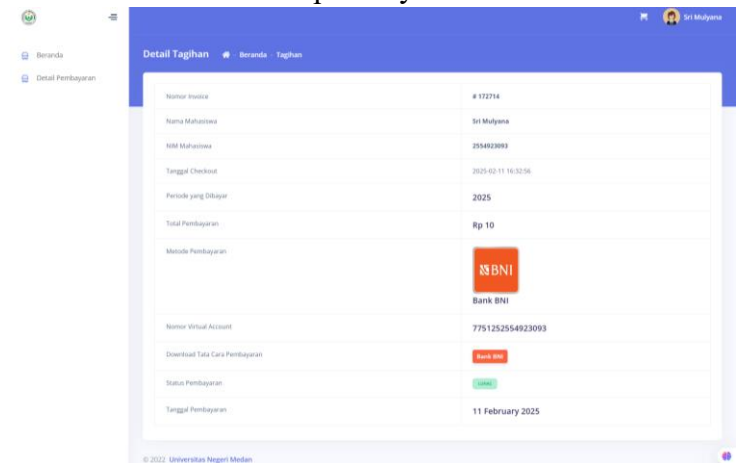 Sri Mulyana
Beranda
Detail Pembayaran
Detail Tagihan Beranda - Tagihan
Nomor Invoice # 172714
Nama Mahasiswa Sri Mulyana
NIM Mahasiswa 2554923093
Tanggal Checkout 2025-02-11 16:32:56
Periode yang Dibayar 2025
Total Pembayaran Rp 10
Metode Pembayaran
BNI
Bank BNI
Nomor Virtual Account 7751252554923093
Download Tata Cara Pembayaran Bank BNI
Status Pembayaran LUNAS
Tanggal Pembayaran 11 February 2025
© 2022 Universitas Negeri Medan